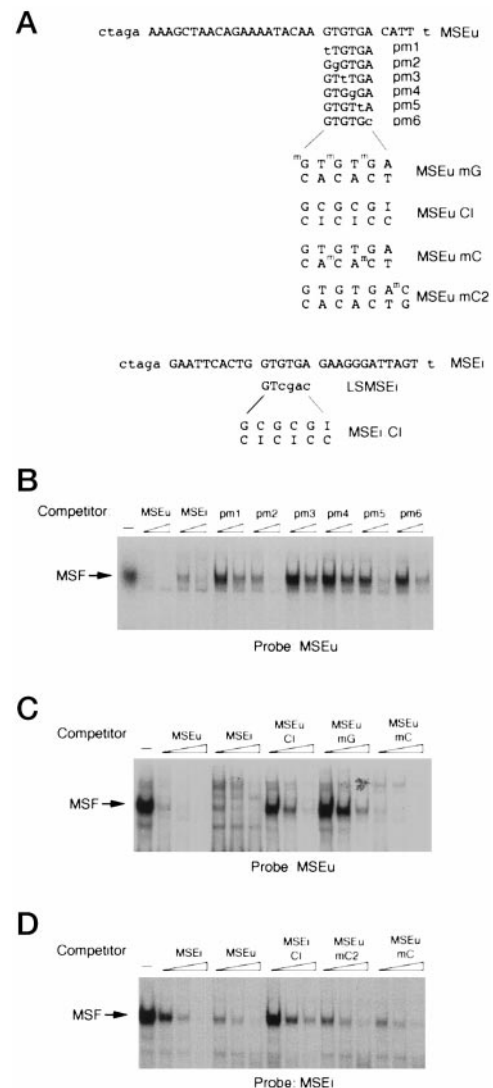 A
ctaga AAAGCTAACAGAAAATACAA GTGTGA CATT t MSEu
tTGTGA pm1
GgGTGA pm2
GTtTGA pm3
GTGgGA pm4
GTGTtA pm5
GTGTGc pm6
mG T mG T mG A
C A C A C T
MSEu mG
G C G C G I
C I C I C C
MSEu CI
G T G T G A
C A mC A mC T
MSEu mC
G T G T G A mC
C A C A C T G
MSEu mC2
ctaga GAATTCACTG GTGTGA GAAGGGATTAGT t MSEi
GTcgac LSMSEi
G C G C G I
C I C I C C
MSEi CI
B
Competitor – MSEu MSEi pm1 pm2 pm3 pm4 pm5 pm6
MSF
Probe MSEu
C
Competitor – MSEu MSEi MSEu CI MSEu mG MSEu mC
MSF
Probe MSEu
D
Competitor – MSEi MSEu MSEi CI MSEu mC2 MSEu mC
MSF
Probe: MSEi